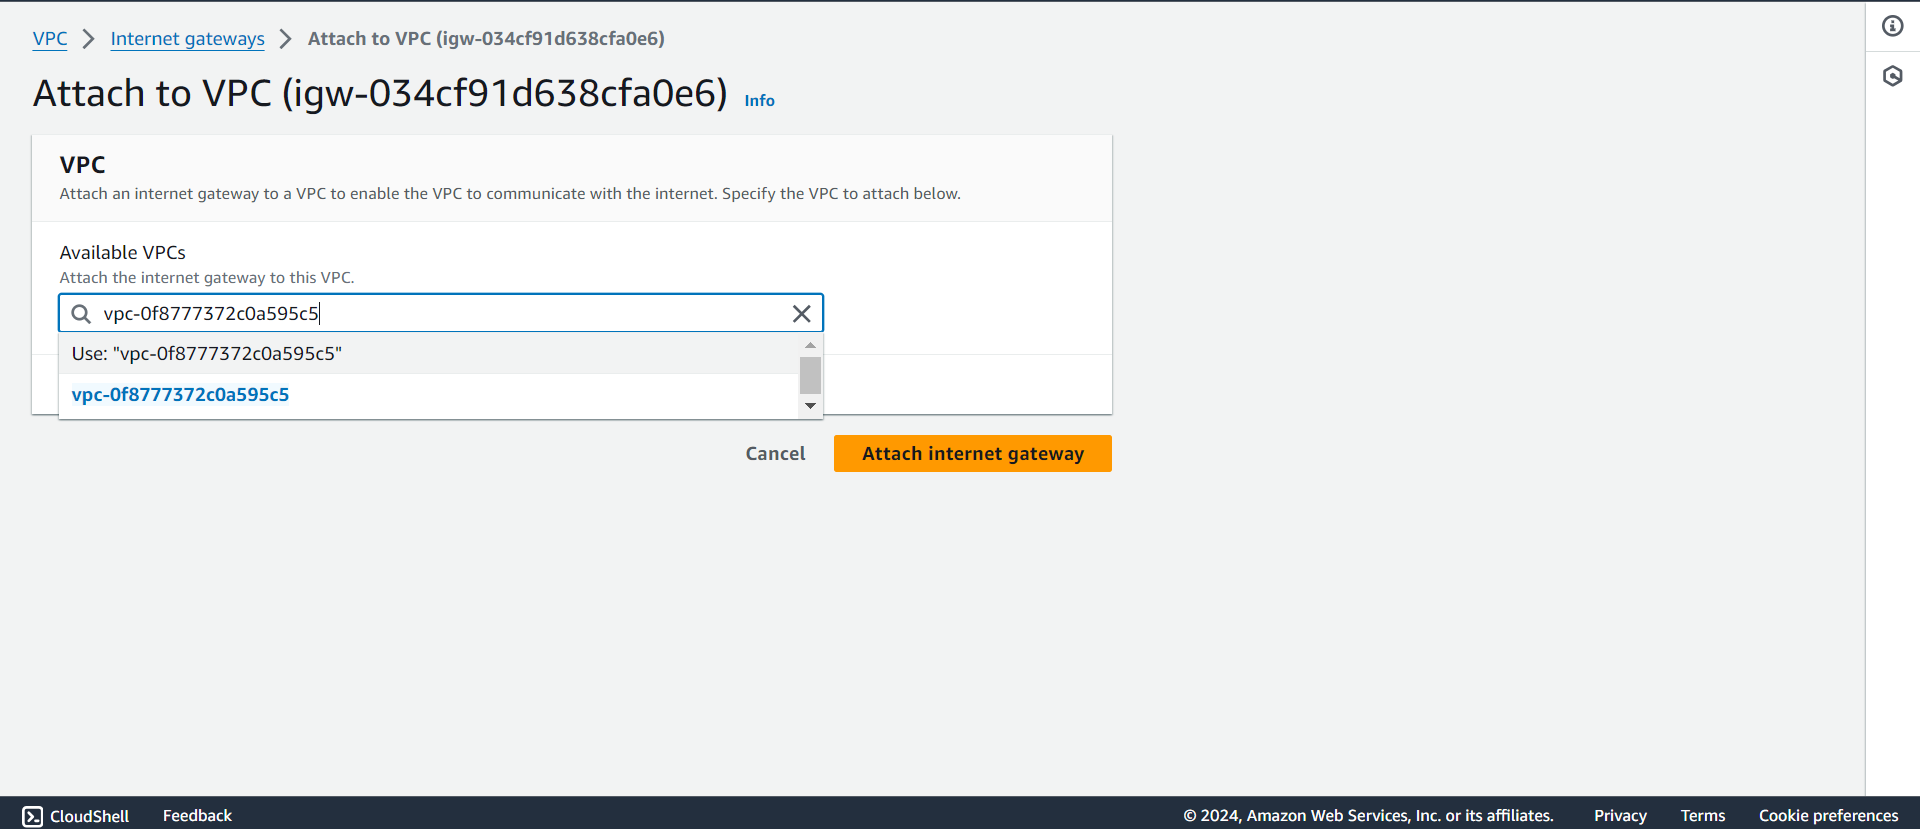 VPC > Internet gateways > Attach to VPC (igw-034cf91d638cfa0e6)
Attach to VPC (igw-034cf91d638cfa0e6) Info
VPC
Attach an internet gateway to a VPC to enable the VPC to communicate with the internet. Specify the VPC to attach below.
Available VPCs
Attach the internet gateway to this VPC.
vpc-0f8777372c0a595c5
Use: "vpc-0f8777372c0a595c5"
vpc-0f8777372c0a595c5
Cancel Attach internet gateway
CloudShell Feedback © 2024, Amazon Web Services, Inc. or its affiliates. Privacy Terms Cookie preferences